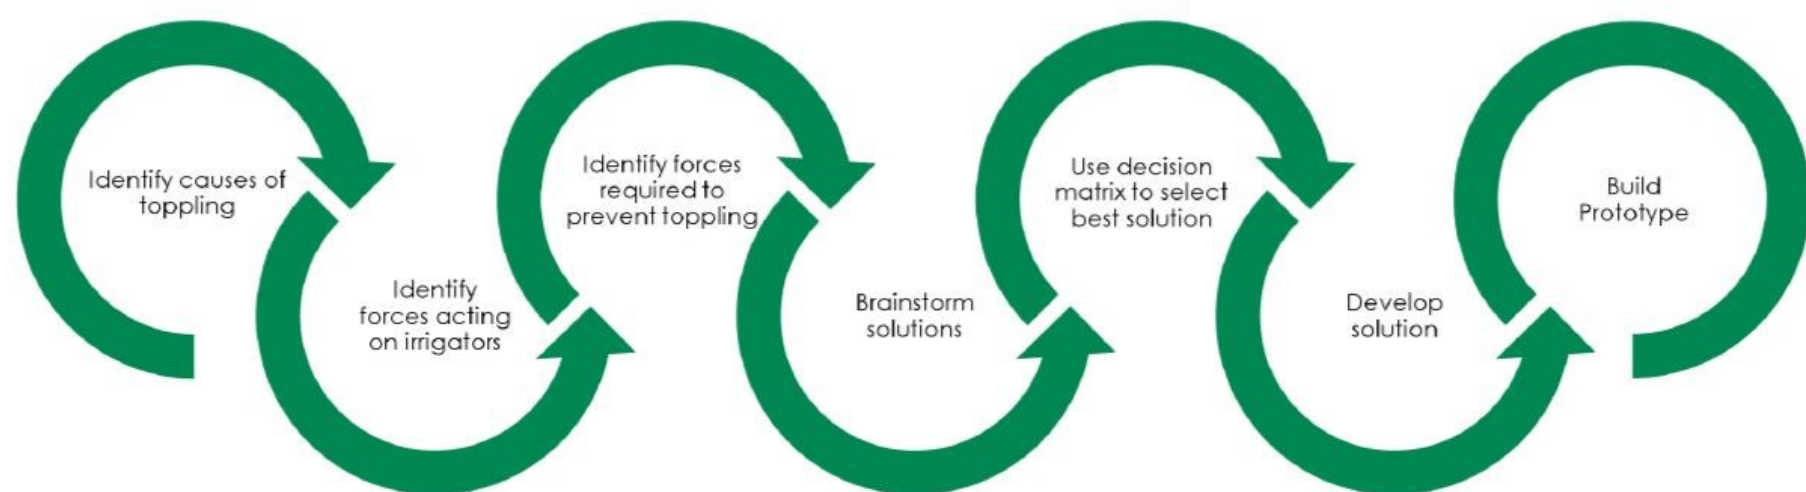 Identify causes of
toppling
Identify
forces acting
on irrigators
Identify forces
required to
prevent toppling
Brainstorm
solutions
Use decision
matrix to select
best solution
Develop
solution
Build
Prototype